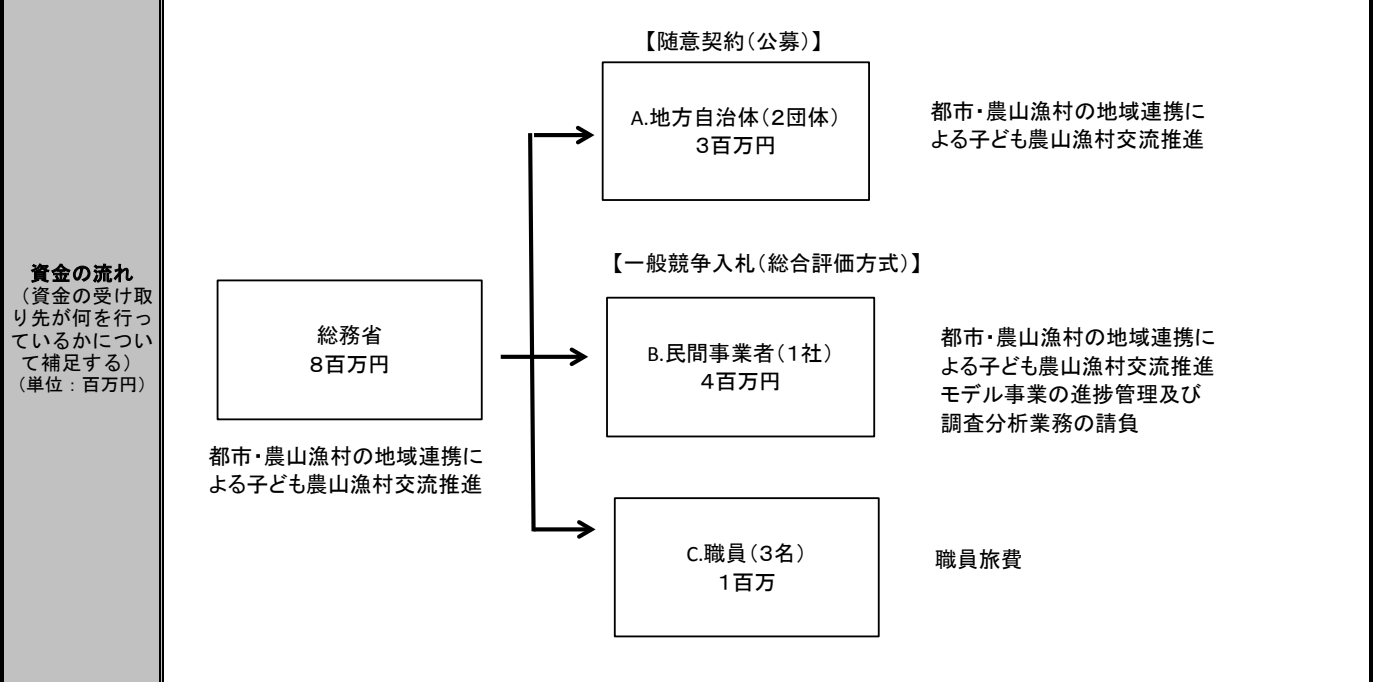 資金の流れ
（資金の受け取
り先が何を行っ
ているかについ
て補足する）
（単位：百万円）
総務省
８百万円
都市・農山漁村の地域連携に
よる子ども農山漁村交流推進
【随意契約（公募）】
A.地方自治体（２団体）
３百万円
都市・農山漁村の地域連携に
よる子ども農山漁村交流推進
【一般競争入札（総合評価方式）】
B.民間事業者（１社）
４百万円
都市・農山漁村の地域連携に
よる子ども農山漁村交流推進
モデル事業の進捗管理及び
調査分析業務の請負
C.職員（３名）
１百万
職員旅費